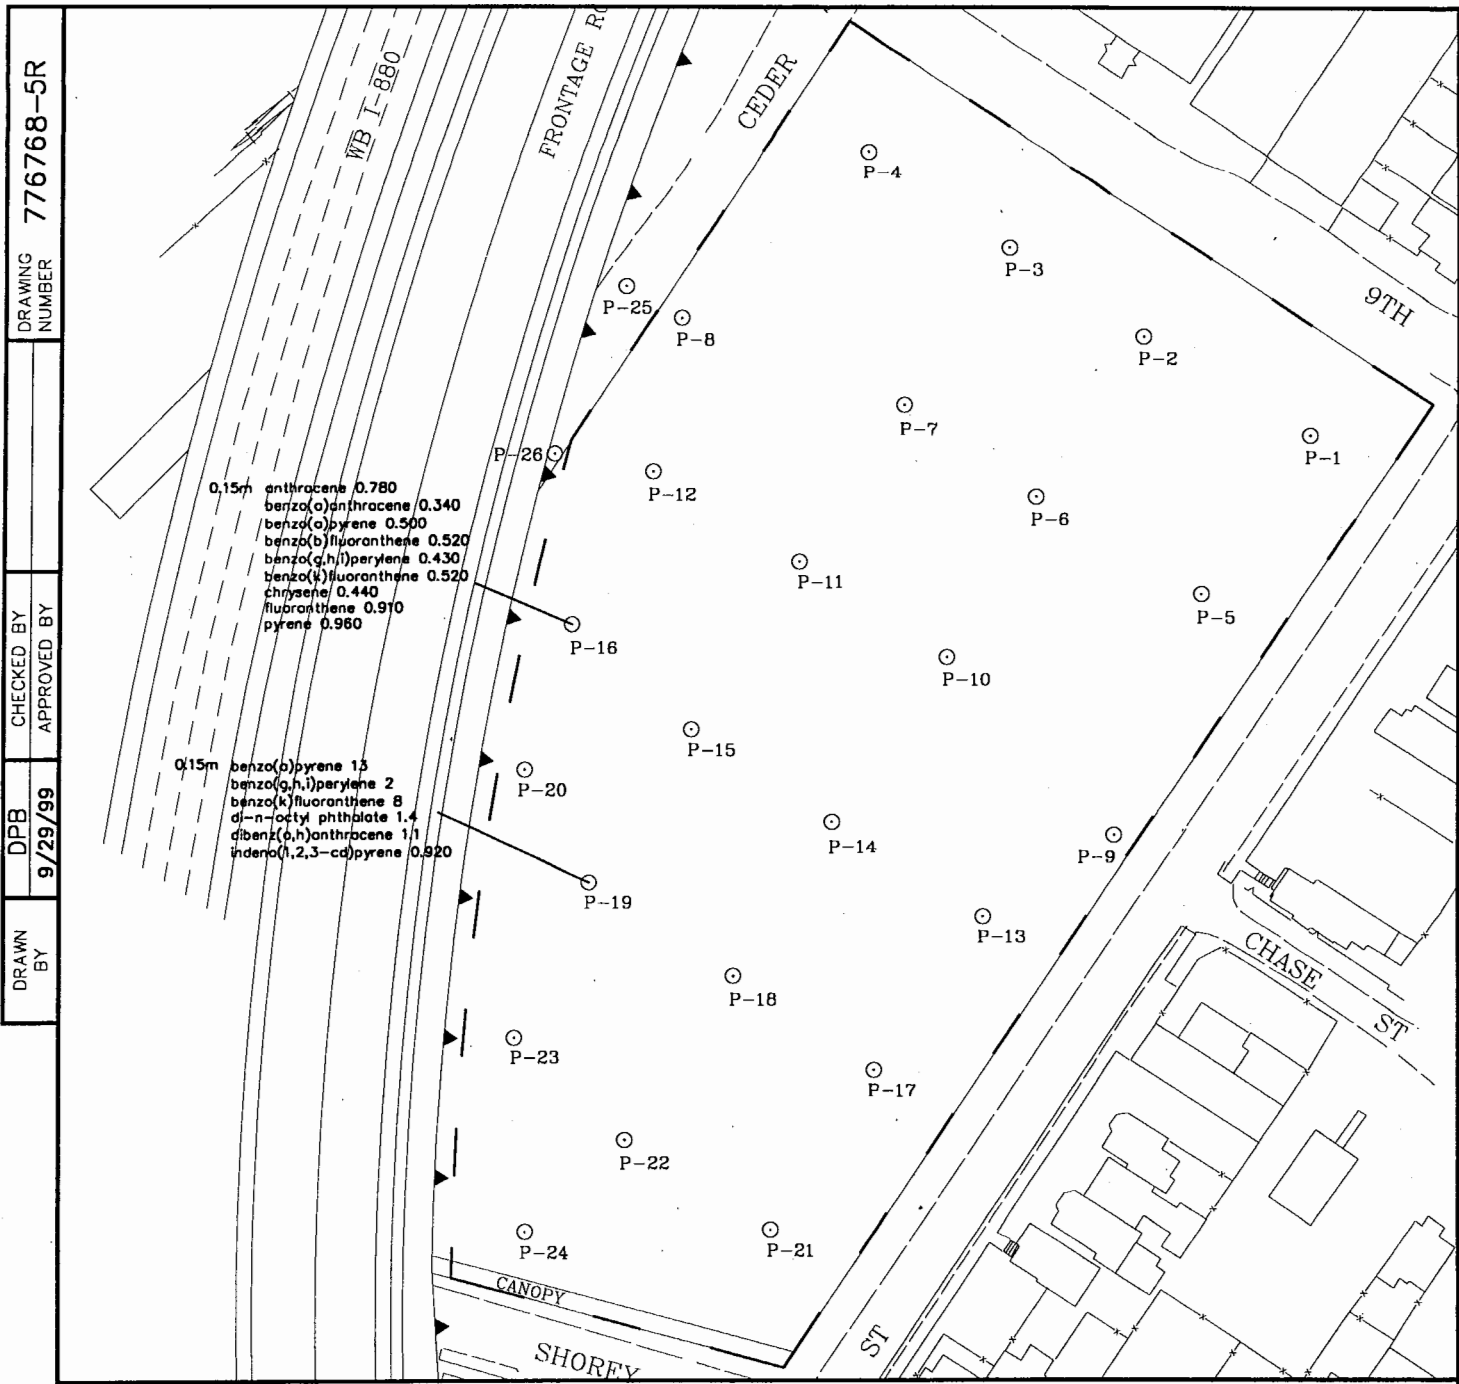 DRAWING
NUMBER 776768-5R
CHECKED BY
APPROVED BY
DPB
9/29/99
DRAWN
BY
WB I-880
FRONTAGE
CEDER
9TH
P-4
P-3
P-25
P-8
P-2
P-7
P-1
P-26
P-12
P-6
0.15m anthracene 0.780
benzo(a)anthracene 0.340
benzo(a)pyrene 0.500
benzo(b)fluoranthene 0.520
benzo(g,h,i)perylene 0.430
benzo(k)fluoranthene 0.520
chrysene 0.440
fluoranthene 0.910
pyrene 0.960
P-11
P-5
P-16
P-10
P-15
P-20
0.15m benzo(a)pyrene 13
benzo(g,h,i)perylene 2
benzo(k)fluoranthene 8
di-n-octyl phthalate 1.4
dibenz(a,h)anthracene 1.1
indeno(1,2,3-cd)pyrene 0.920
P-14
P-9
P-19
P-13
CHASE
ST
P-18
P-23
P-17
P-22
P-24
P-21
CANOPY
SHOREY
ST